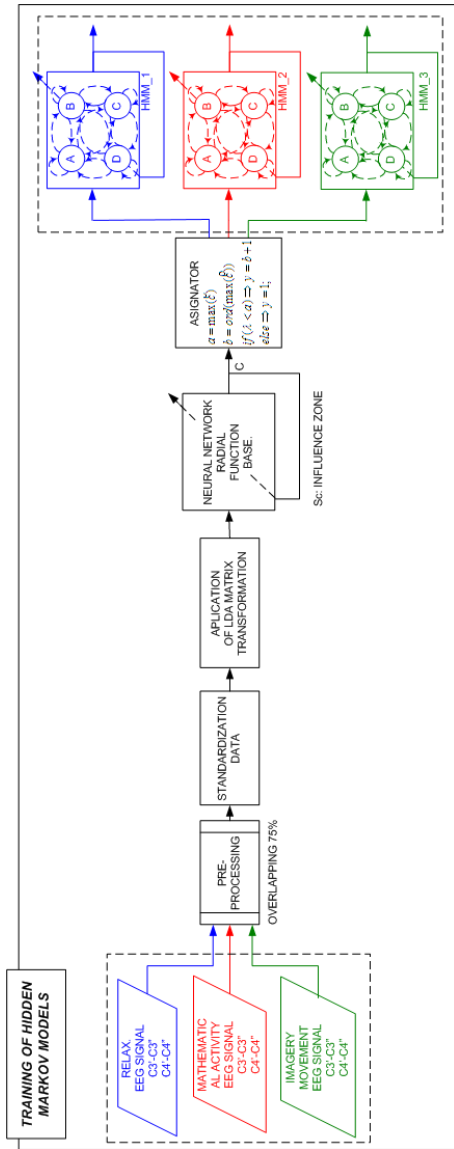 TRAINING OF HIDDEN
MARKOV MODELS
RELAX.
EEG SIGNAL
C3'-C3"
C4'-C4"
MATHEMATIC
AL ACTIVITY
EEG SIGNAL
C3'-C3"
C4'-C4"
IMAGERY
MOVEMENT
EEG SIGNAL
C3'-C3"
C4'-C4"
PRE-
PROCESSING
OVERLAPPING 75%
STANDARDIZATION
DATA
APLICATION
OF LDA MATRIX
TRANSFORMATION
NEURAL NETWORK
RADIAL
FUNCTION
BASE.
Sc: INFLUENCE ZONE
C
ASIGNATOR
a = max(c⃗)
b = ord(max(c⃗))
if(λ < a) ⇒ y = b+1
else ⇒ y = 1;
A
B
D
C
HMM_1
A
B
D
C
HMM_2
A
B
D
C
HMM_3